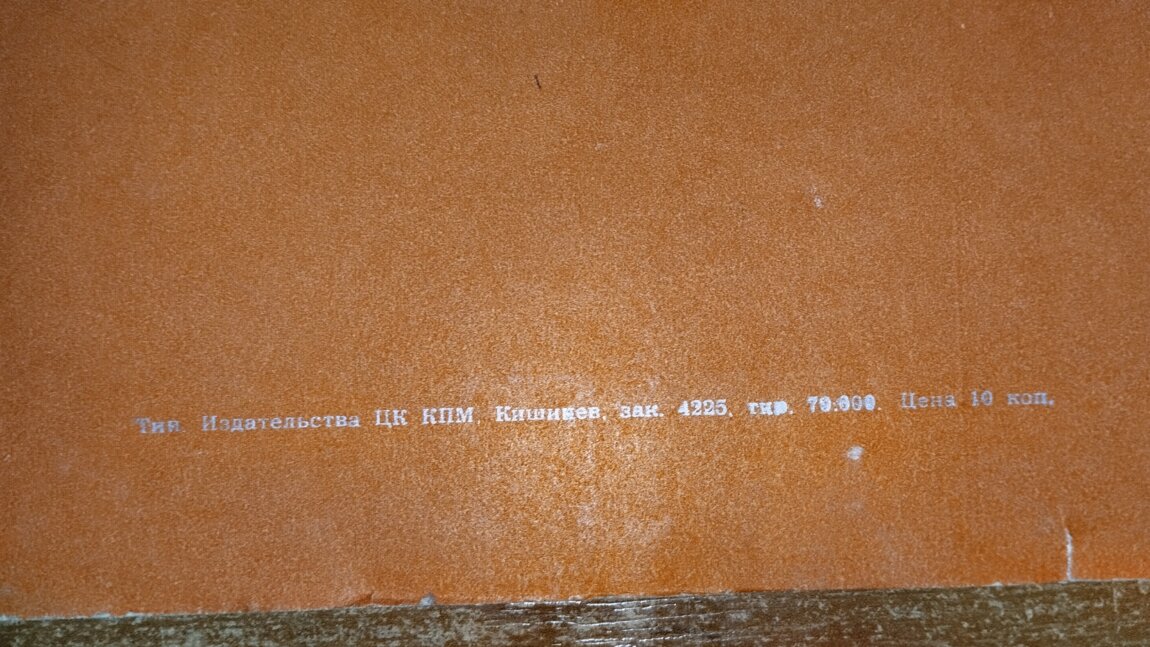 Тип. Издательства ЦК КПМ, Кишинев, зак. 4225, тир. 70.000. Цена 10 коп.